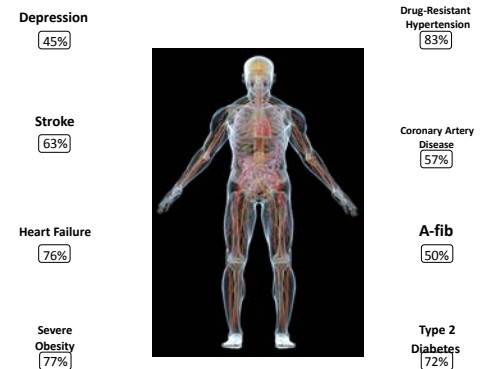 Depression
45%
Stroke
63%
Heart Failure
76%
Severe
Obesity
77%
Drug-Resistant
Hypertension
83%
Coronary Artery
Disease
57%
A-fib
50%
Type 2
Diabetes
72%